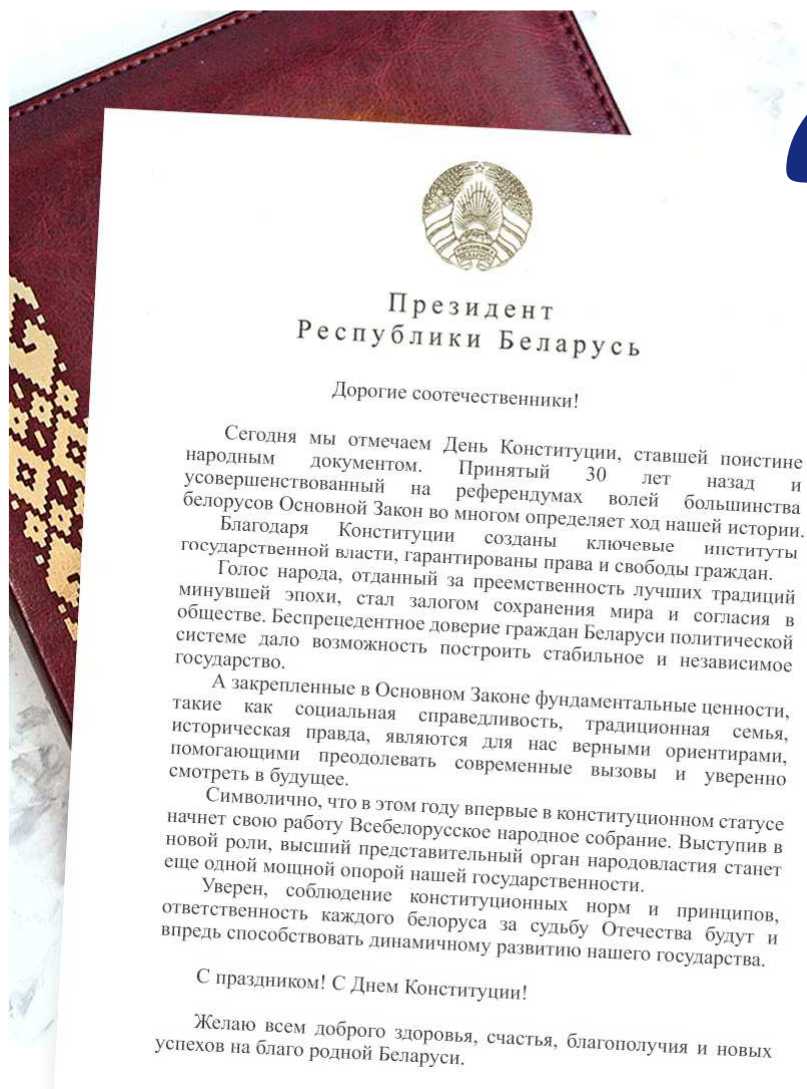 Президент
Республики Беларусь
Дорогие соотечественники!
Сегодня мы отмечаем День Конституции, ставшей поистине
народным документом. Принятый 30 лет назад и
усовершенствованный на референдумах волей большинства
белорусов Основной Закон во многом определяет ход нашей истории.
Благодаря Конституции созданы ключевые институты
государственной власти, гарантированы права и свободы граждан.
Голос народа, отданный за преемственность лучших традиций
минувшей эпохи, стал залогом сохранения мира и согласия в
обществе. Беспрецедентное доверие граждан Беларуси политической
системе дало возможность построить стабильное и независимое
государство.
А закрепленные в Основном Законе фундаментальные ценности,
такие как социальная справедливость, традиционная семья,
историческая правда, являются для нас верными ориентирами,
помогающими преодолевать современные вызовы и уверенно
смотреть в будущее.
Символично, что в этом году впервые в конституционном статусе
начнет свою работу Всебелорусское народное собрание. Выступив в
новой роли, высший представительный орган народовластия станет
еще одной мощной опорой нашей государственности.
Уверен, соблюдение конституционных норм и принципов,
ответственность каждого белоруса за судьбу Отечества будут и
впредь способствовать динамичному развитию нашего государства.
С праздником! С Днем Конституции!
Желаю всем доброго здоровья, счастья, благополучия и новых
успехов на благо родной Беларуси.